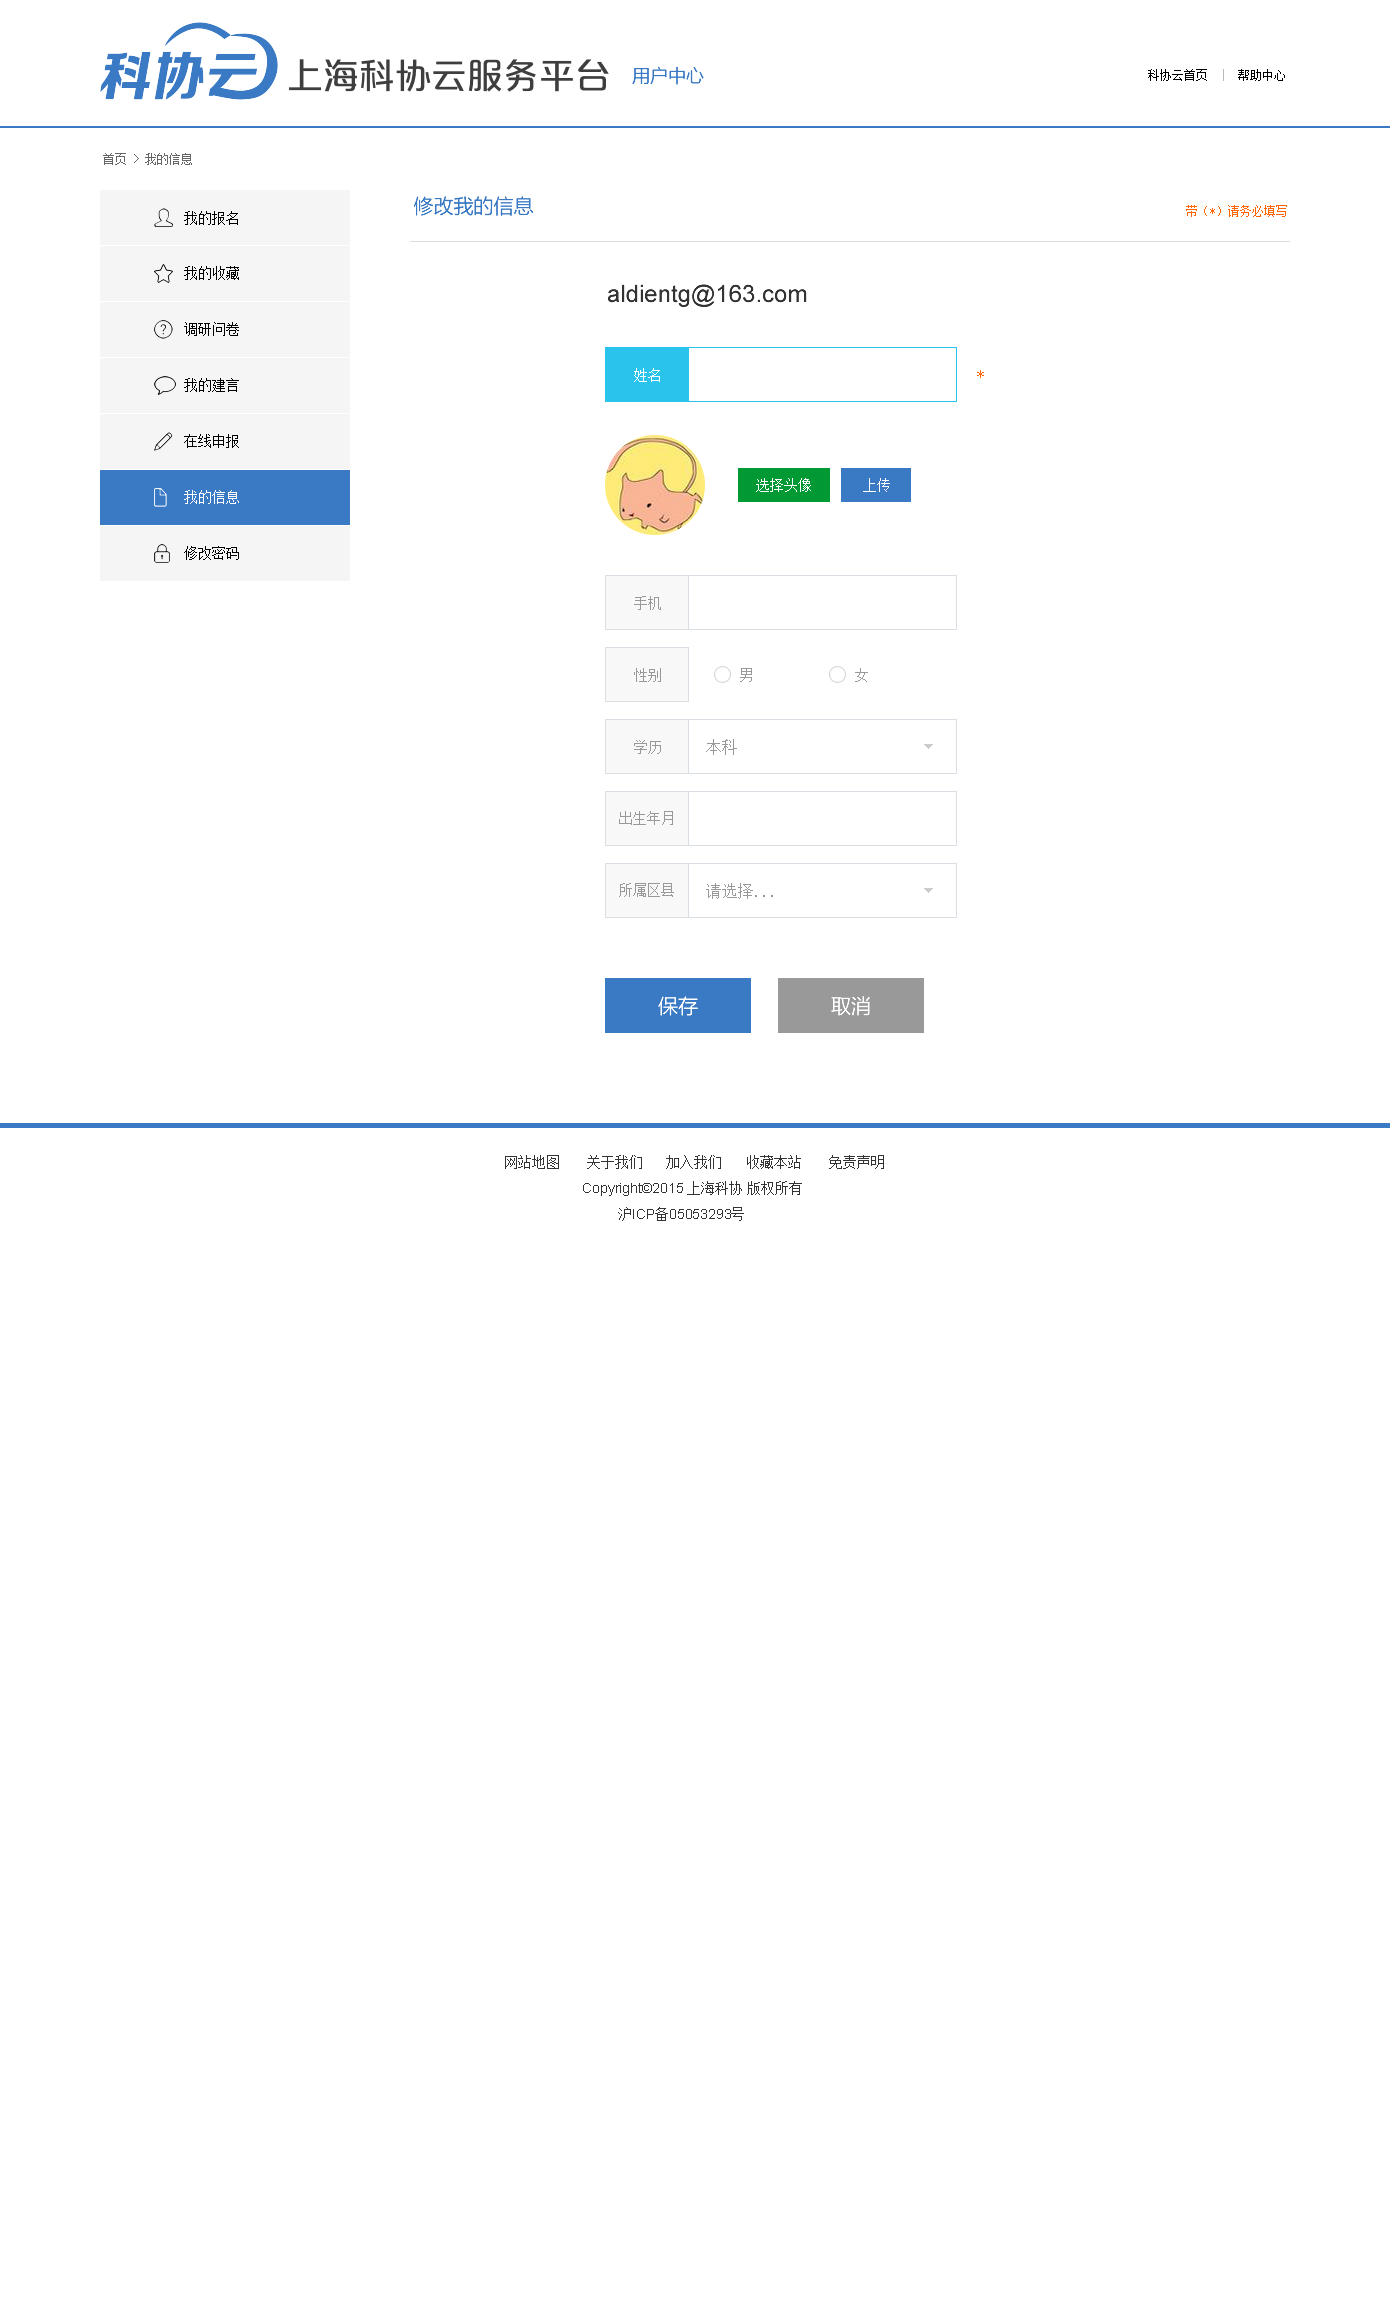 科协云 上海科协云服务平台 用户中心
科协云首页 帮助中心
首页 > 我的信息
我的报名
我的收藏
调研问卷
我的建言
在线申报
我的信息
修改密码
修改我的信息
带（*）请务必填写
aldientg@163.com
姓名 *
选择头像 上传
手机
性别 男 女
学历 本科
出生年月
所属区县 请选择...
保存 取消
网站地图 关于我们 加入我们 收藏本站 免责声明
Copyright©2015 上海科协 版权所有
沪ICP备05053293号